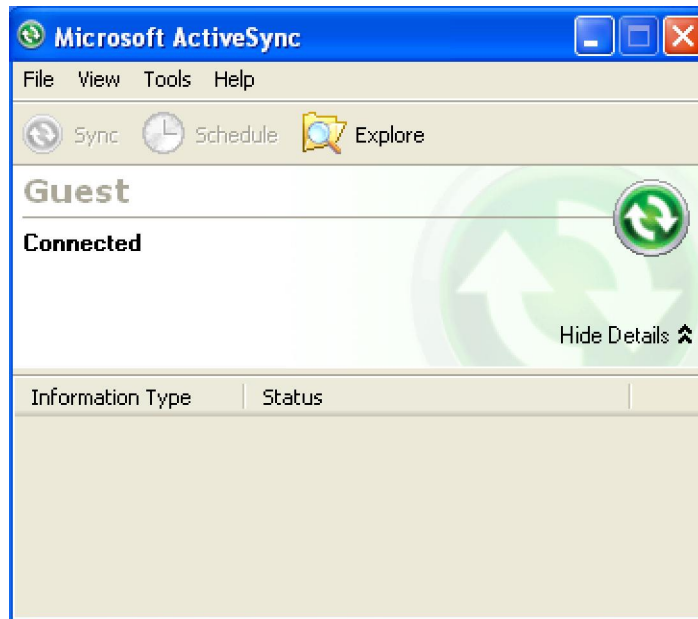 Microsoft ActiveSync
File View Tools Help
Sync Schedule Explore
Guest
Connected
Hide Details
Information Type Status